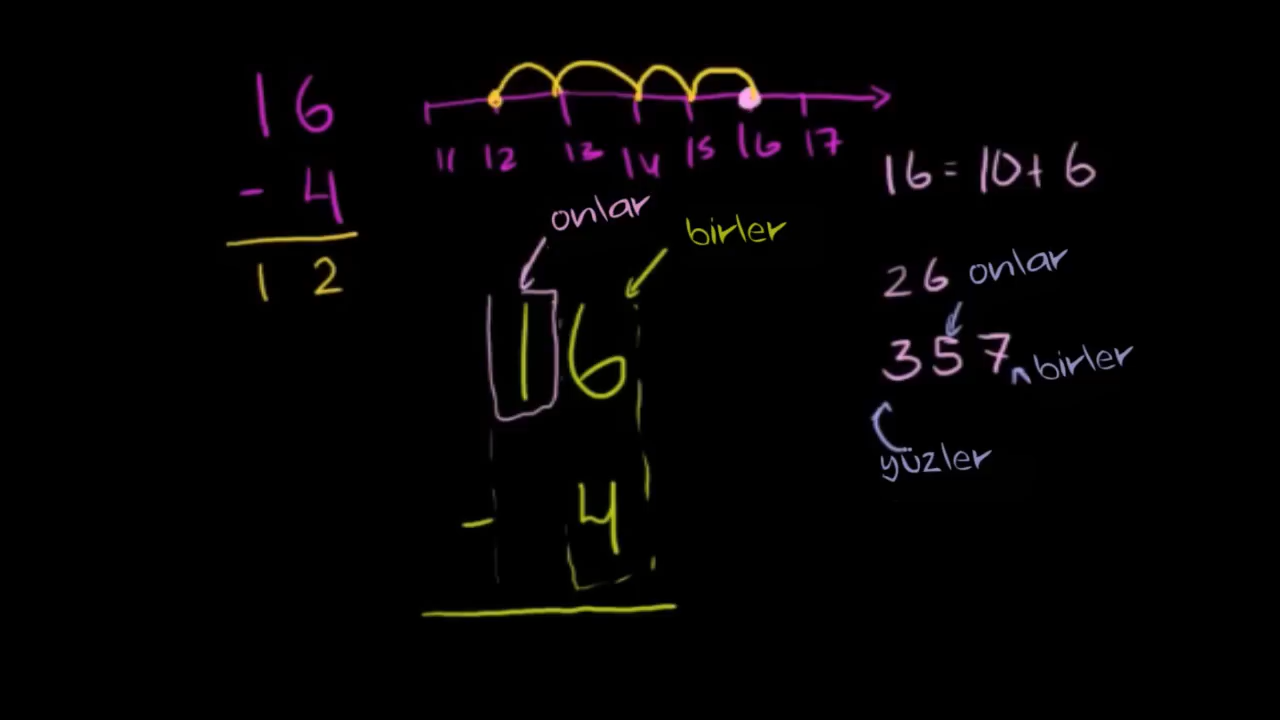 16
- 4
12
11 12 13 14 15 16 17
onlar
birler
16
- 4
16 = 10 + 6
26 onlar
357 birler
yüzler